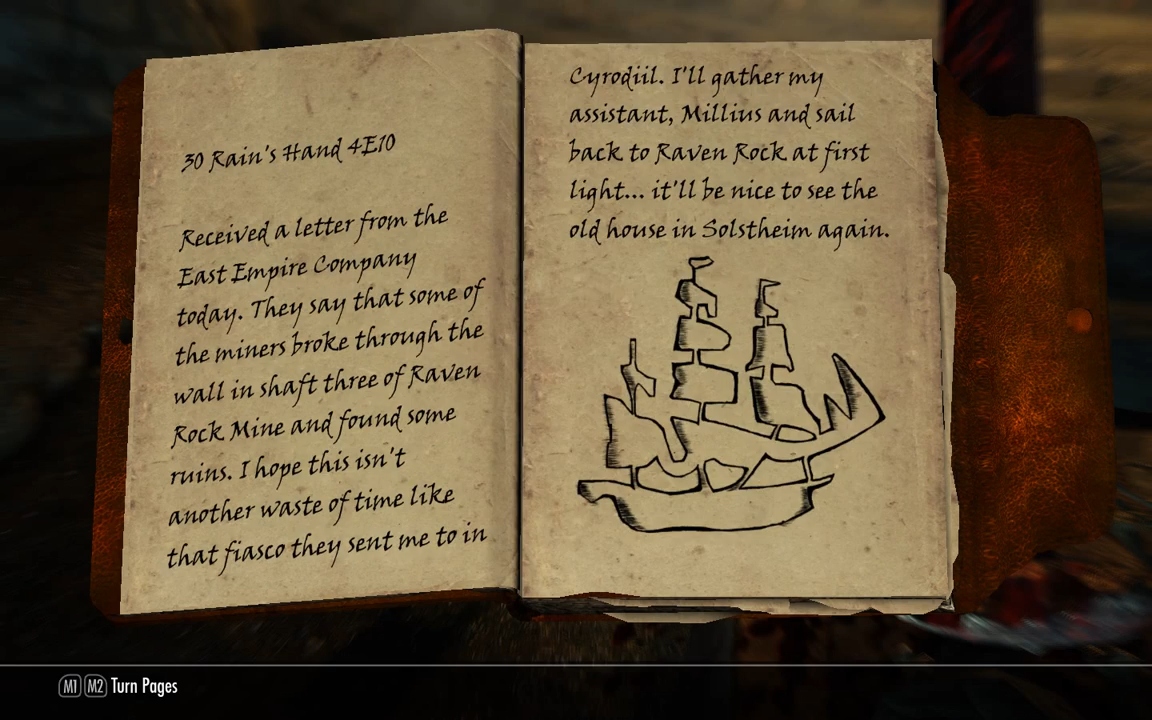 30 Rain's Hand 4E10
Received a letter from the
East Empire Company
today. They say that some of
the miners broke through the
wall in shaft three of Raven
Rock Mine and found some
ruins. I hope this isn't
another waste of time like
that fiasco they sent me to in
Cyrodiil. I'll gather my
assistant, Millius and sail
back to Raven Rock at first
light... it'll be nice to see the
old house in Solstheim again.
M1 M2 Turn Pages